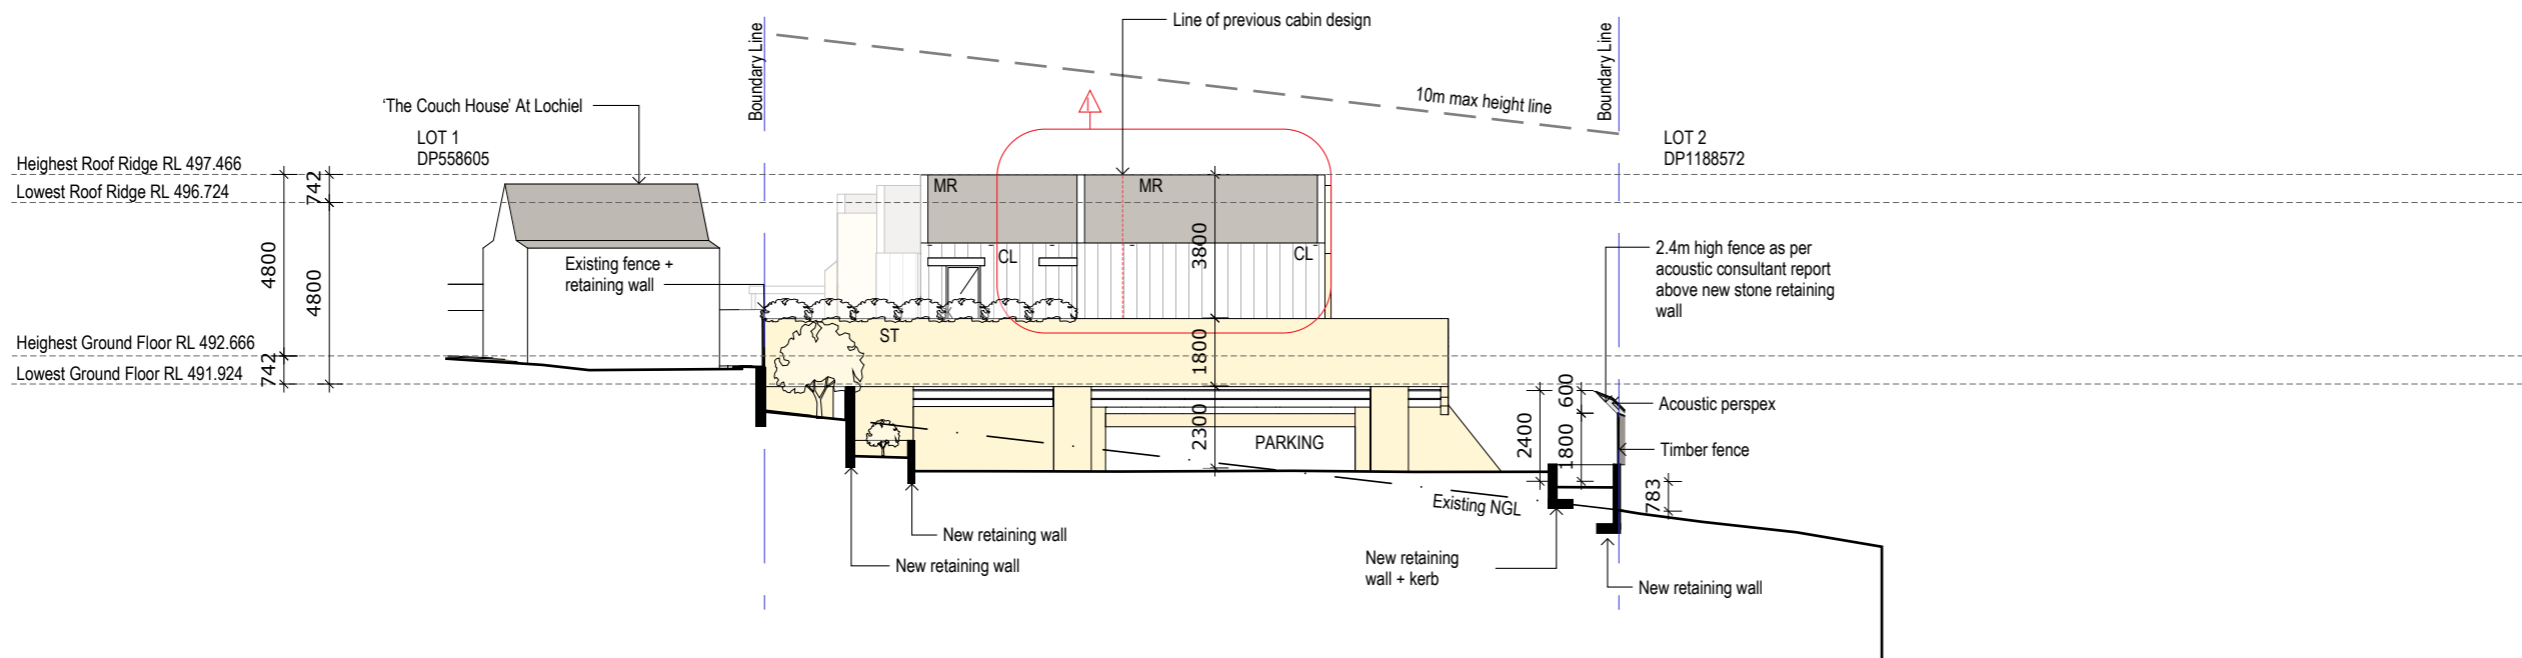 Line of previous cabin design
Boundary Line
Boundary Line
10m max height line
'The Couch House' At Lochiel
LOT 1
DP558605
LOT 2
DP1188572
Heighest Roof Ridge RL 497.466
Lowest Roof Ridge RL 496.724
742
MR
MR
4800
4800
3800
CL
CL
Existing fence +
retaining wall
2.4m high fence as per
acoustic consultant report
above new stone retaining
wall
ST
1800
Heighest Ground Floor RL 492.666
Lowest Ground Floor RL 491.924
742
2300
PARKING
2400
600
1800
Acoustic perspex
Timber fence
783
Existing NGL
New retaining wall
New retaining wall
New retaining
wall + kerb
New retaining wall